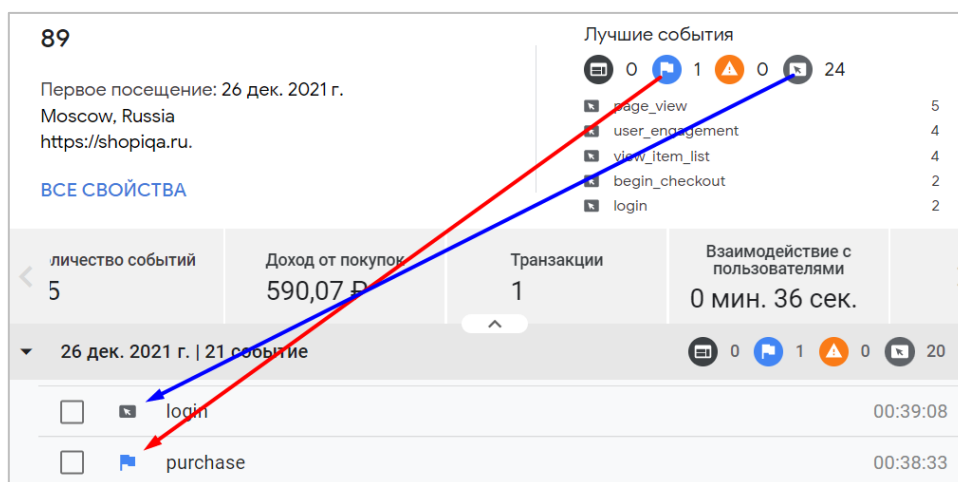 89
Первое посещение: 26 дек. 2021 г.
Moscow, Russia
https://shopiqa.ru.
ВСЕ СВОЙСТВА
Лучшие события
0 1 0 24
page_view 5
user_engagement 4
view_item_list 4
begin_checkout 2
login 2
личество событий
5
Доход от покупок
590,07 ₽
Транзакции
1
Взаимодействие с
пользователями
0 мин. 36 сек.
26 дек. 2021 г. | 21 событие 0 1 0 20
login 00:39:08
purchase 00:38:33